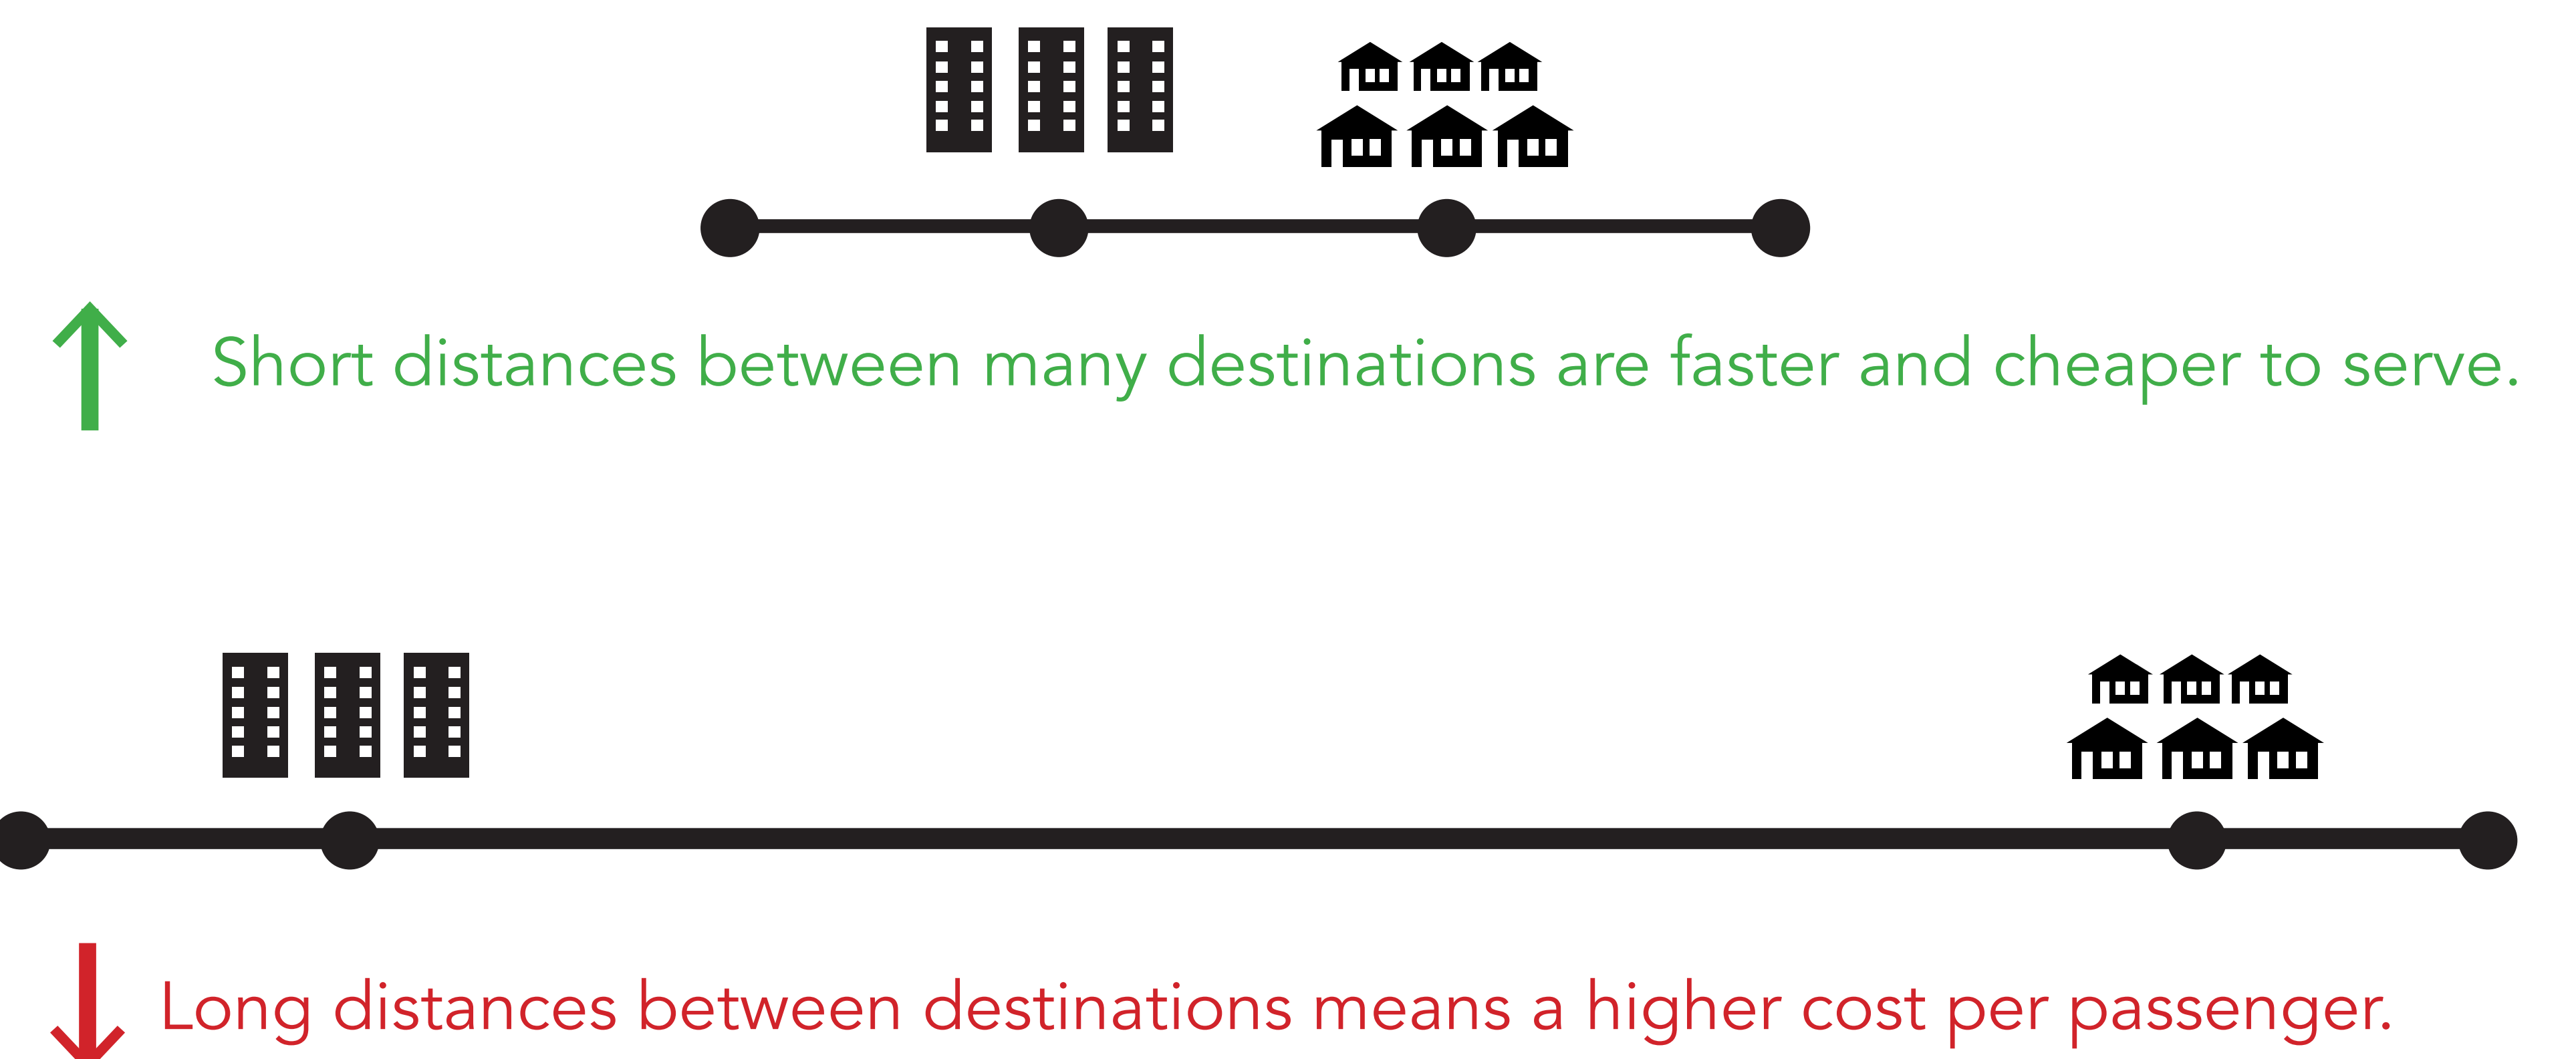 Short distances between many destinations are faster and cheaper to serve.
Long distances between destinations means a higher cost per passenger.